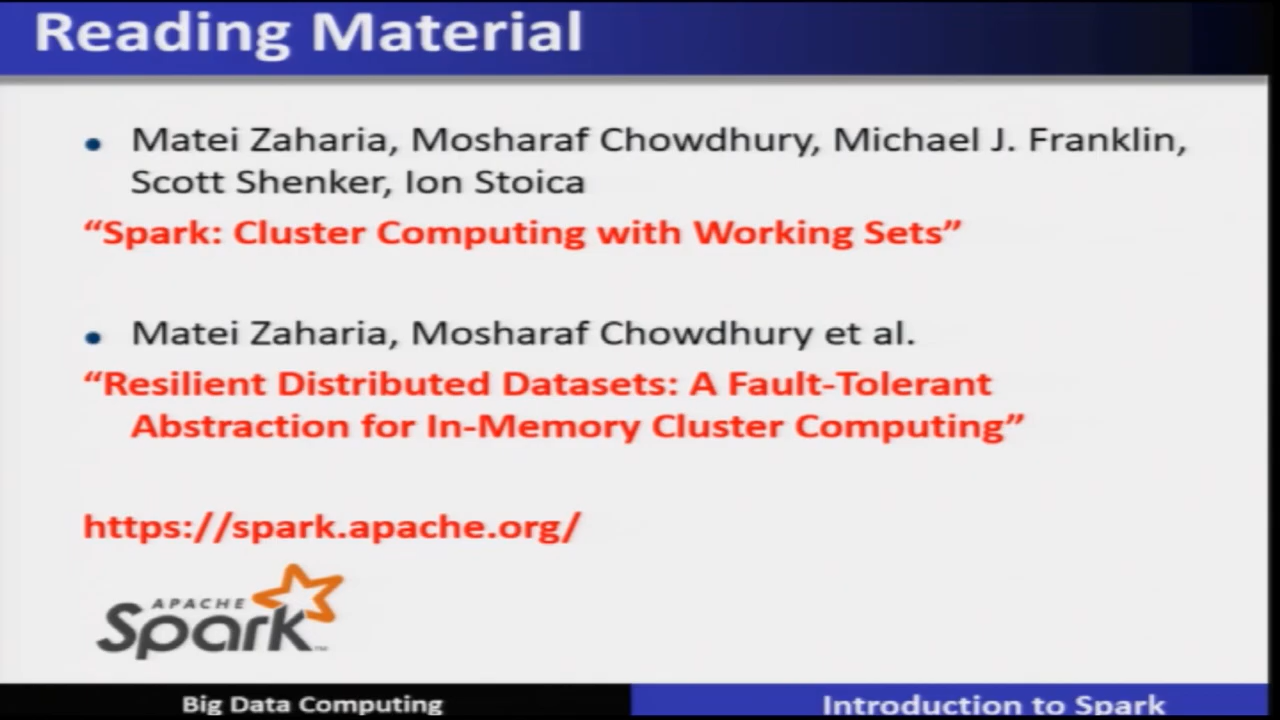 Reading Material
• Matei Zaharia, Mosharaf Chowdhury, Michael J. Franklin,
Scott Shenker, Ion Stoica
“Spark: Cluster Computing with Working Sets”
• Matei Zaharia, Mosharaf Chowdhury et al.
“Resilient Distributed Datasets: A Fault-Tolerant
Abstraction for In-Memory Cluster Computing”
https://spark.apache.org/
APACHE
Spark™
Big Data Computing
Introduction to Spark